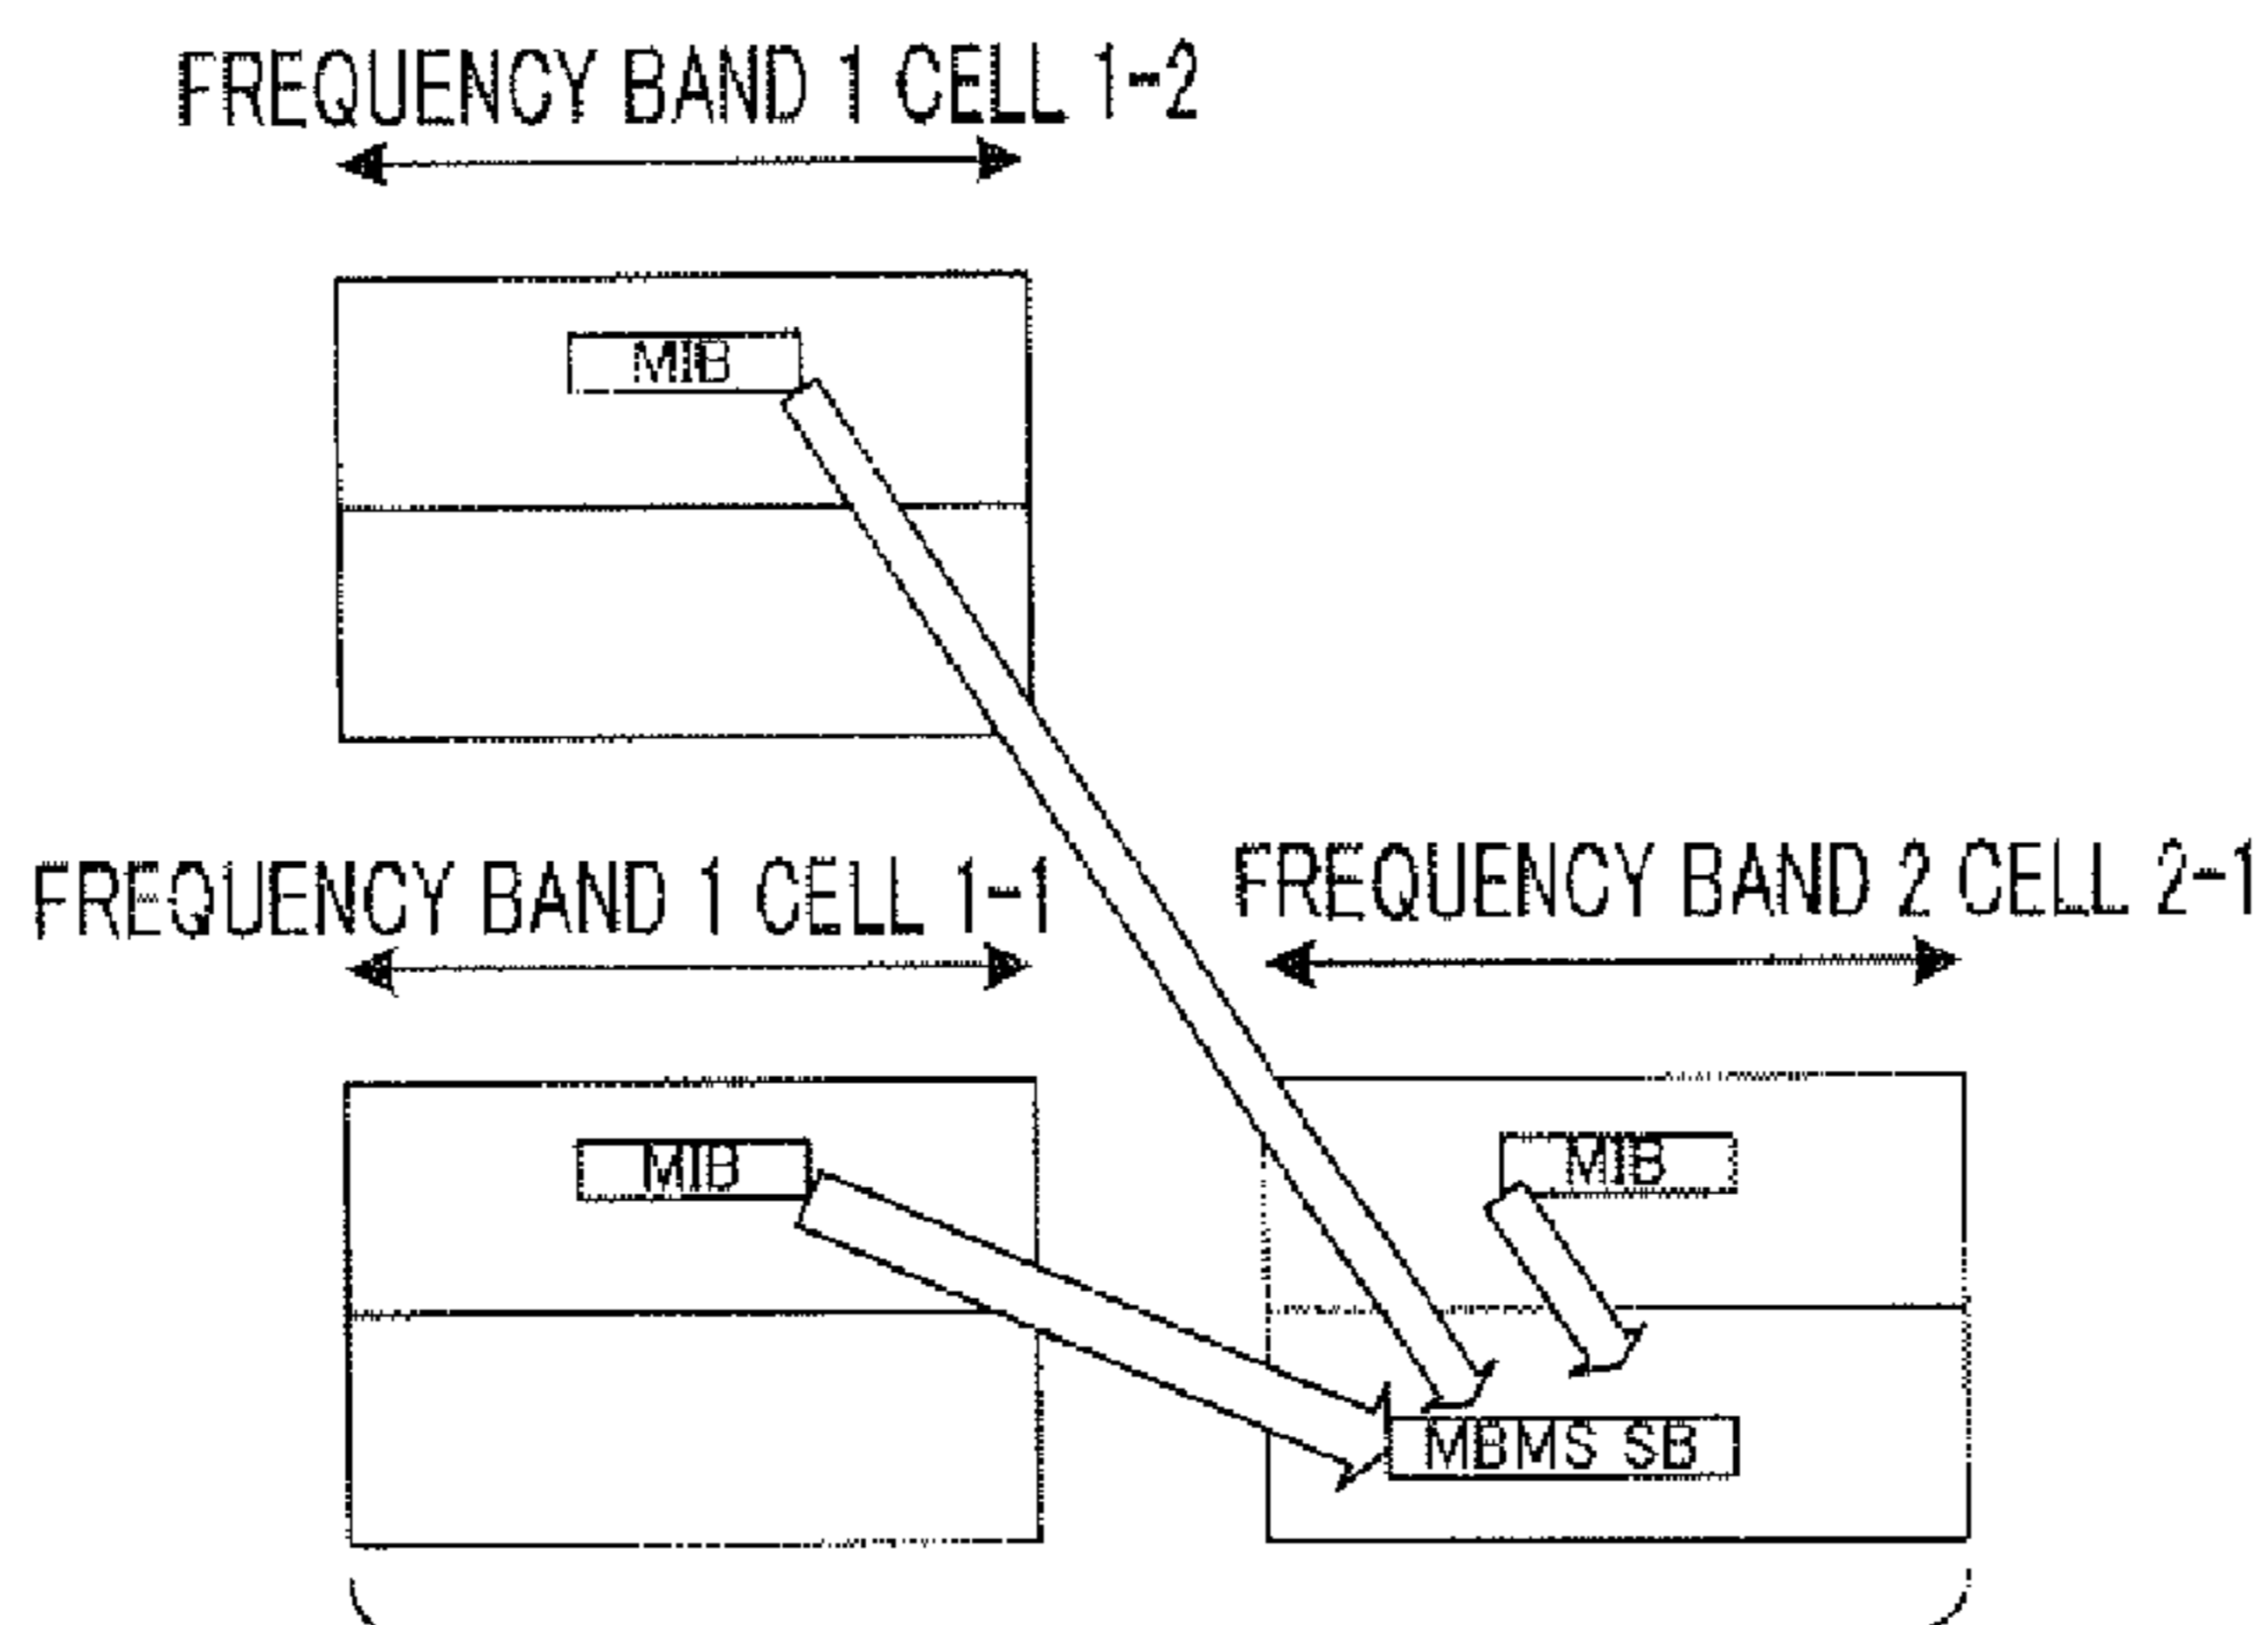 FREQUENCY BAND 1 CELL 1-2
MIB
FREQUENCY BAND 1 CELL 1-1
FREQUENCY BAND 2 CELL 2-1
MIB
MIB
MBMS SB